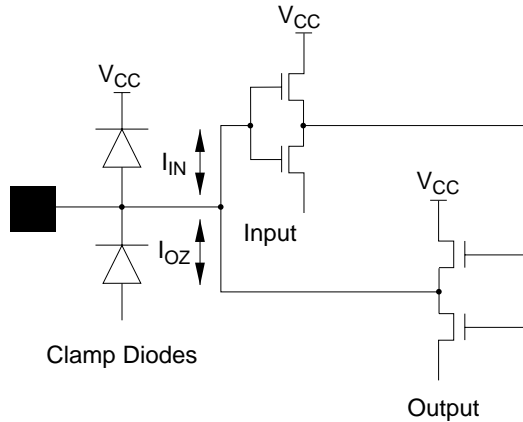 V_CC
V_CC
I_IN
V_CC
Input
I_OZ
Clamp Diodes
Output